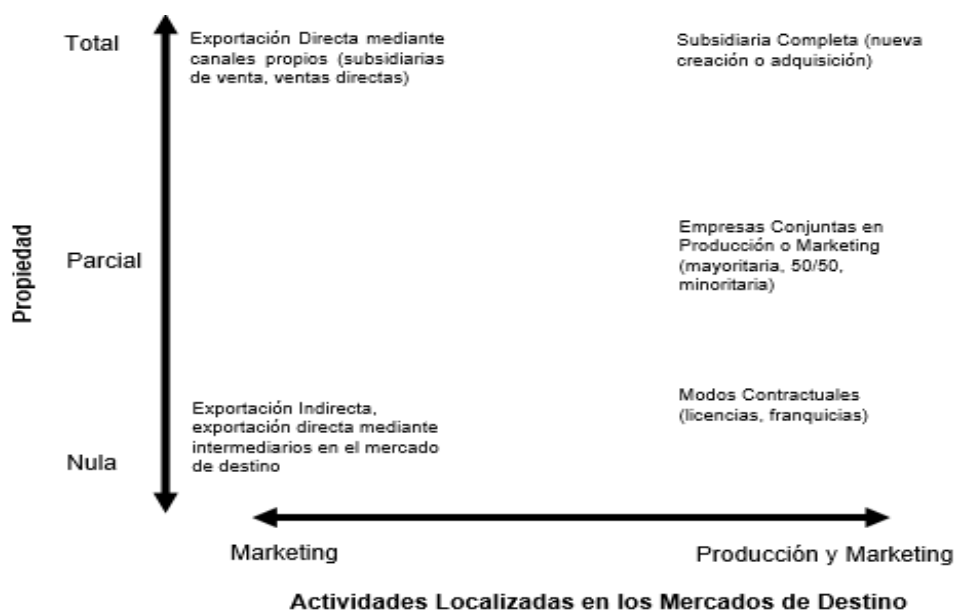 Total
Exportación Directa mediante
canales propios (subsidiarias
de venta, ventas directas)
Subsidiaria Completa (nueva
creación o adquisición)
Propiedad
Parcial
Empresas Conjuntas en
Producción o Marketing
(mayoritaria, 50/50,
minoritaria)
Nula
Exportación Indirecta,
exportación directa mediante
intermediarios en el mercado
de destino
Modos Contractuales
(licencias, franquicias)
Marketing
Producción y Marketing
Actividades Localizadas en los Mercados de Destino